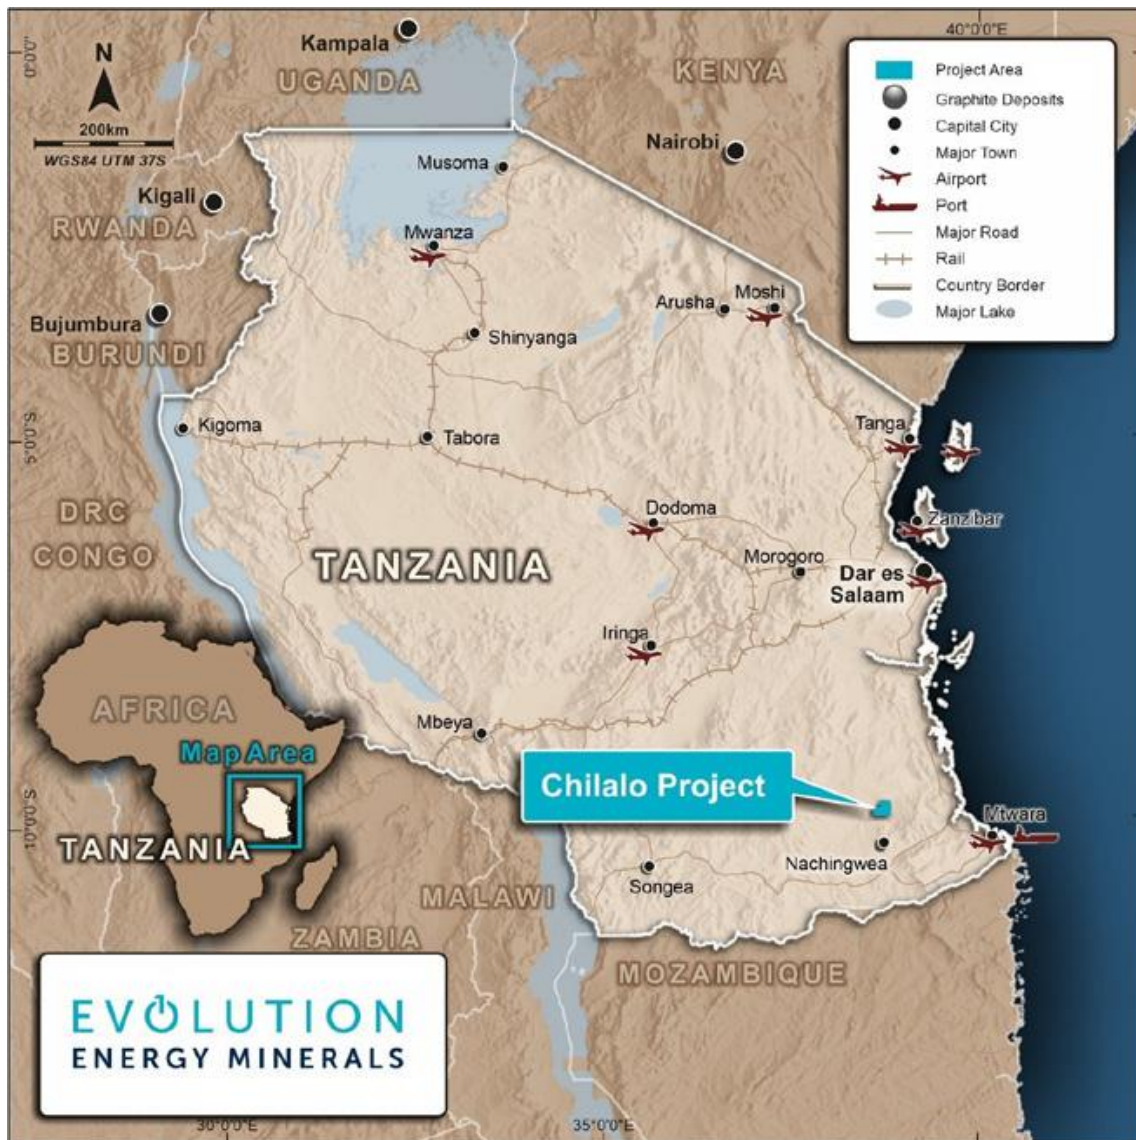 Kampala
UGANDA
KENYA
40°0'0"E
0°0'0"
N
200km
WGS84 UTM 37S
Project Area
Graphite Deposits
Capital City
Major Town
Airport
Port
Major Road
Rail
Country Border
Major Lake
Musoma
Nairobi
Kigali
RWANDA
Mwanza
Bujumbura
BURUNDI
Arusha
Moshi
Shinyanga
Kigoma
Tabora
Tanga
5°0'0"S
DRC
CONGO
Dodoma
Zanzibar
TANZANIA
Morogoro
Dar es
Salaam
Iringa
AFRICA
Map Area
TANZANIA
Mbeya
Chilalo Project
10°0'0"S
Mtwara
Nachingwea
Songea
MALAWI
ZAMBIA
MOZAMBIQUE
EVOLUTION
ENERGY MINERALS
30°0'0"E
35°0'0"E